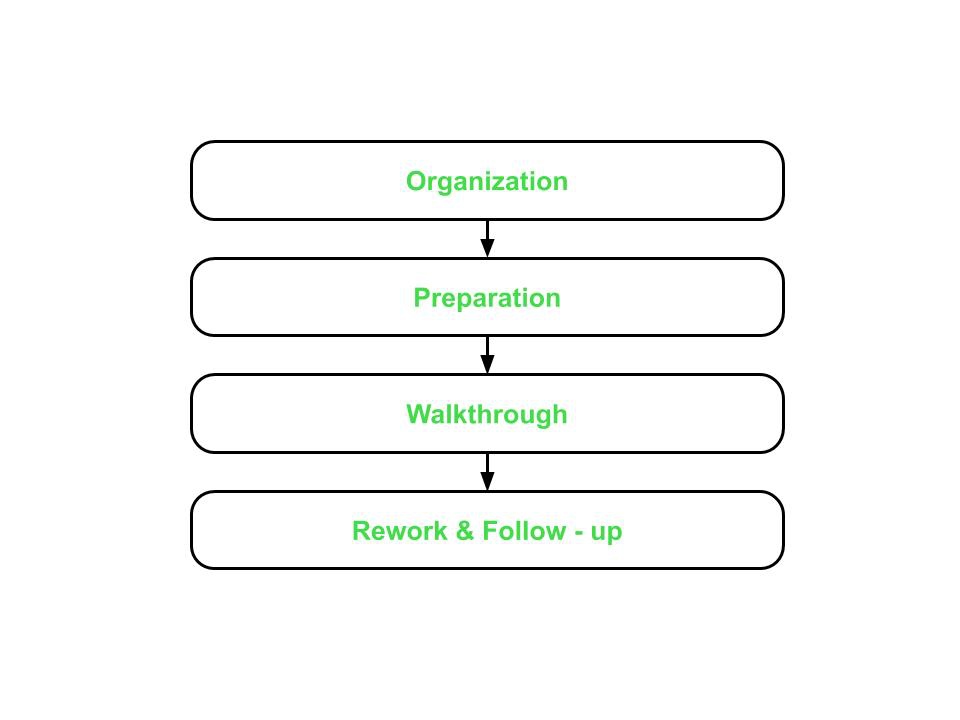 Organization
Preparation
Walkthrough
Rework & Follow - up